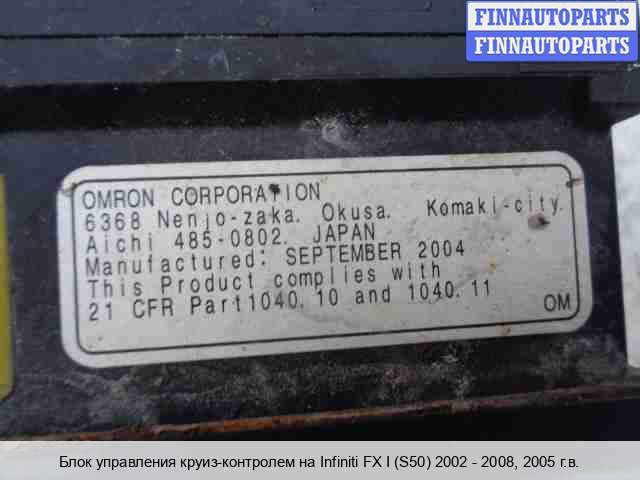 FINNAUTOPARTS
FINNAUTOPARTS
OMRON CORPORATION
6368 Nenjo-zaka. Okusa. Komaki-city.
Aichi 485-0802. JAPAN
Manufactured: SEPTEMBER 2004
This Product complies with
21 CFR Part1040.10 and 1040.11
OM
Блок управления круиз-контролем на Infiniti FX I (S50) 2002 - 2008, 2005 г.в.